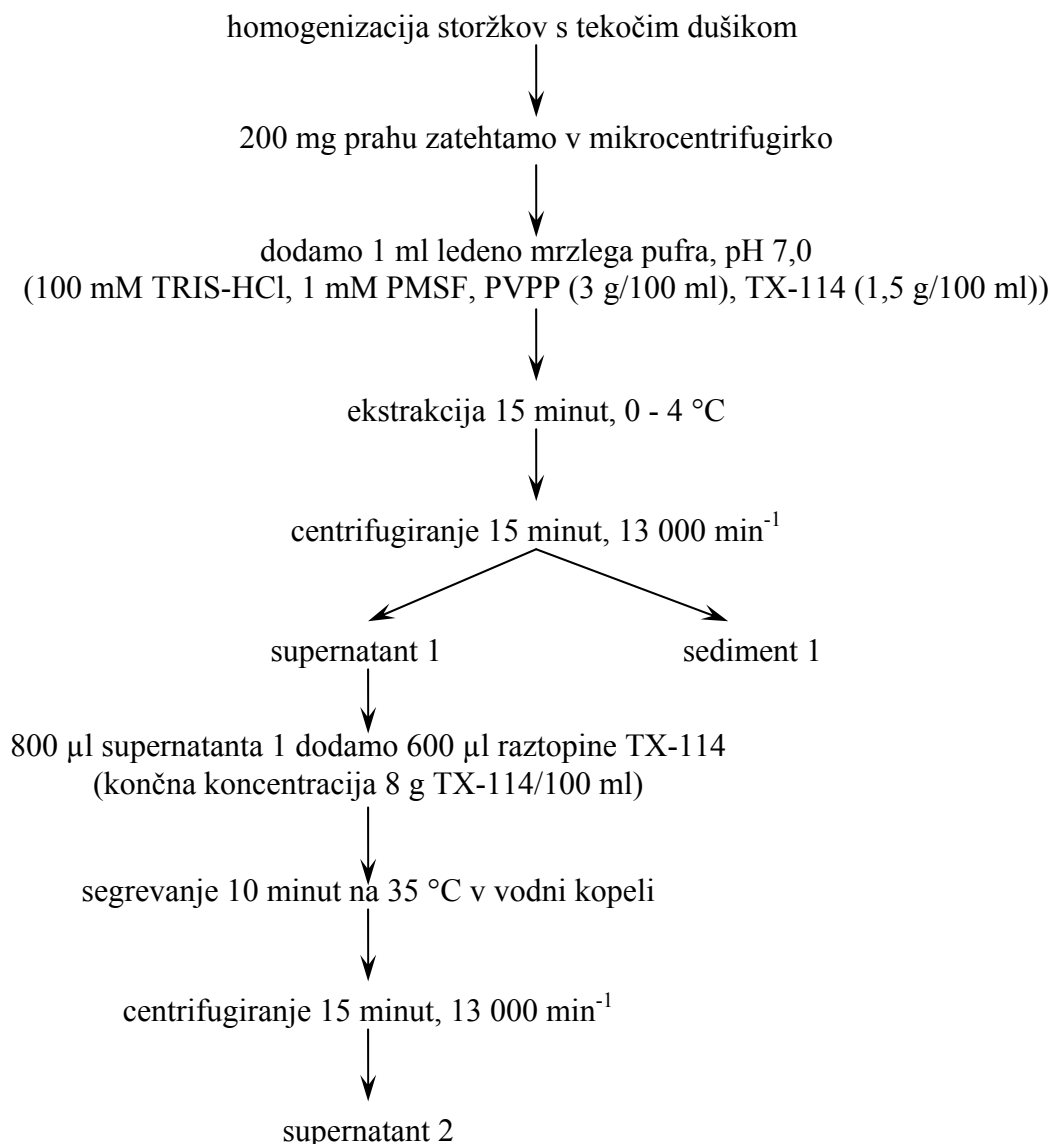 homogenizacija storžkov s tekočim dušikom
200 mg prahu zatehtamo v mikrocentrifugirko
dodamo 1 ml ledeno mrzlega pufra, pH 7,0
(100 mM TRIS-HCl, 1 mM PMSF, PVPP (3 g/100 ml), TX-114 (1,5 g/100 ml))
ekstrakcija 15 minut, 0 - 4 °C
centrifugiranje 15 minut, 13 000 min⁻¹
supernatant 1 sediment 1
800 µl supernatanta 1 dodamo 600 µl raztopine TX-114
(končna koncentracija 8 g TX-114/100 ml)
segrevanje 10 minut na 35 °C v vodni kopeli
centrifugiranje 15 minut, 13 000 min⁻¹
supernatant 2